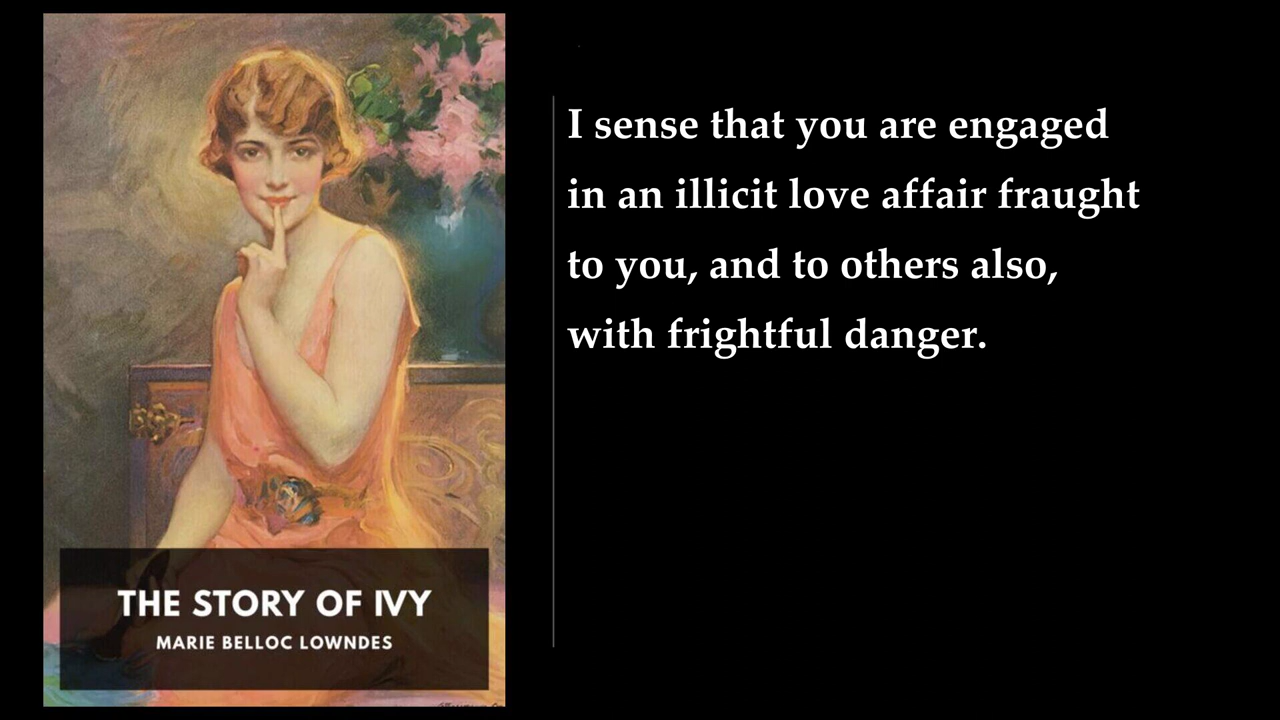 I sense that you are engaged
in an illicit love affair fraught
to you, and to others also,
with frightful danger.
THE STORY OF IVY
MARIE BELLOC LOWNDES